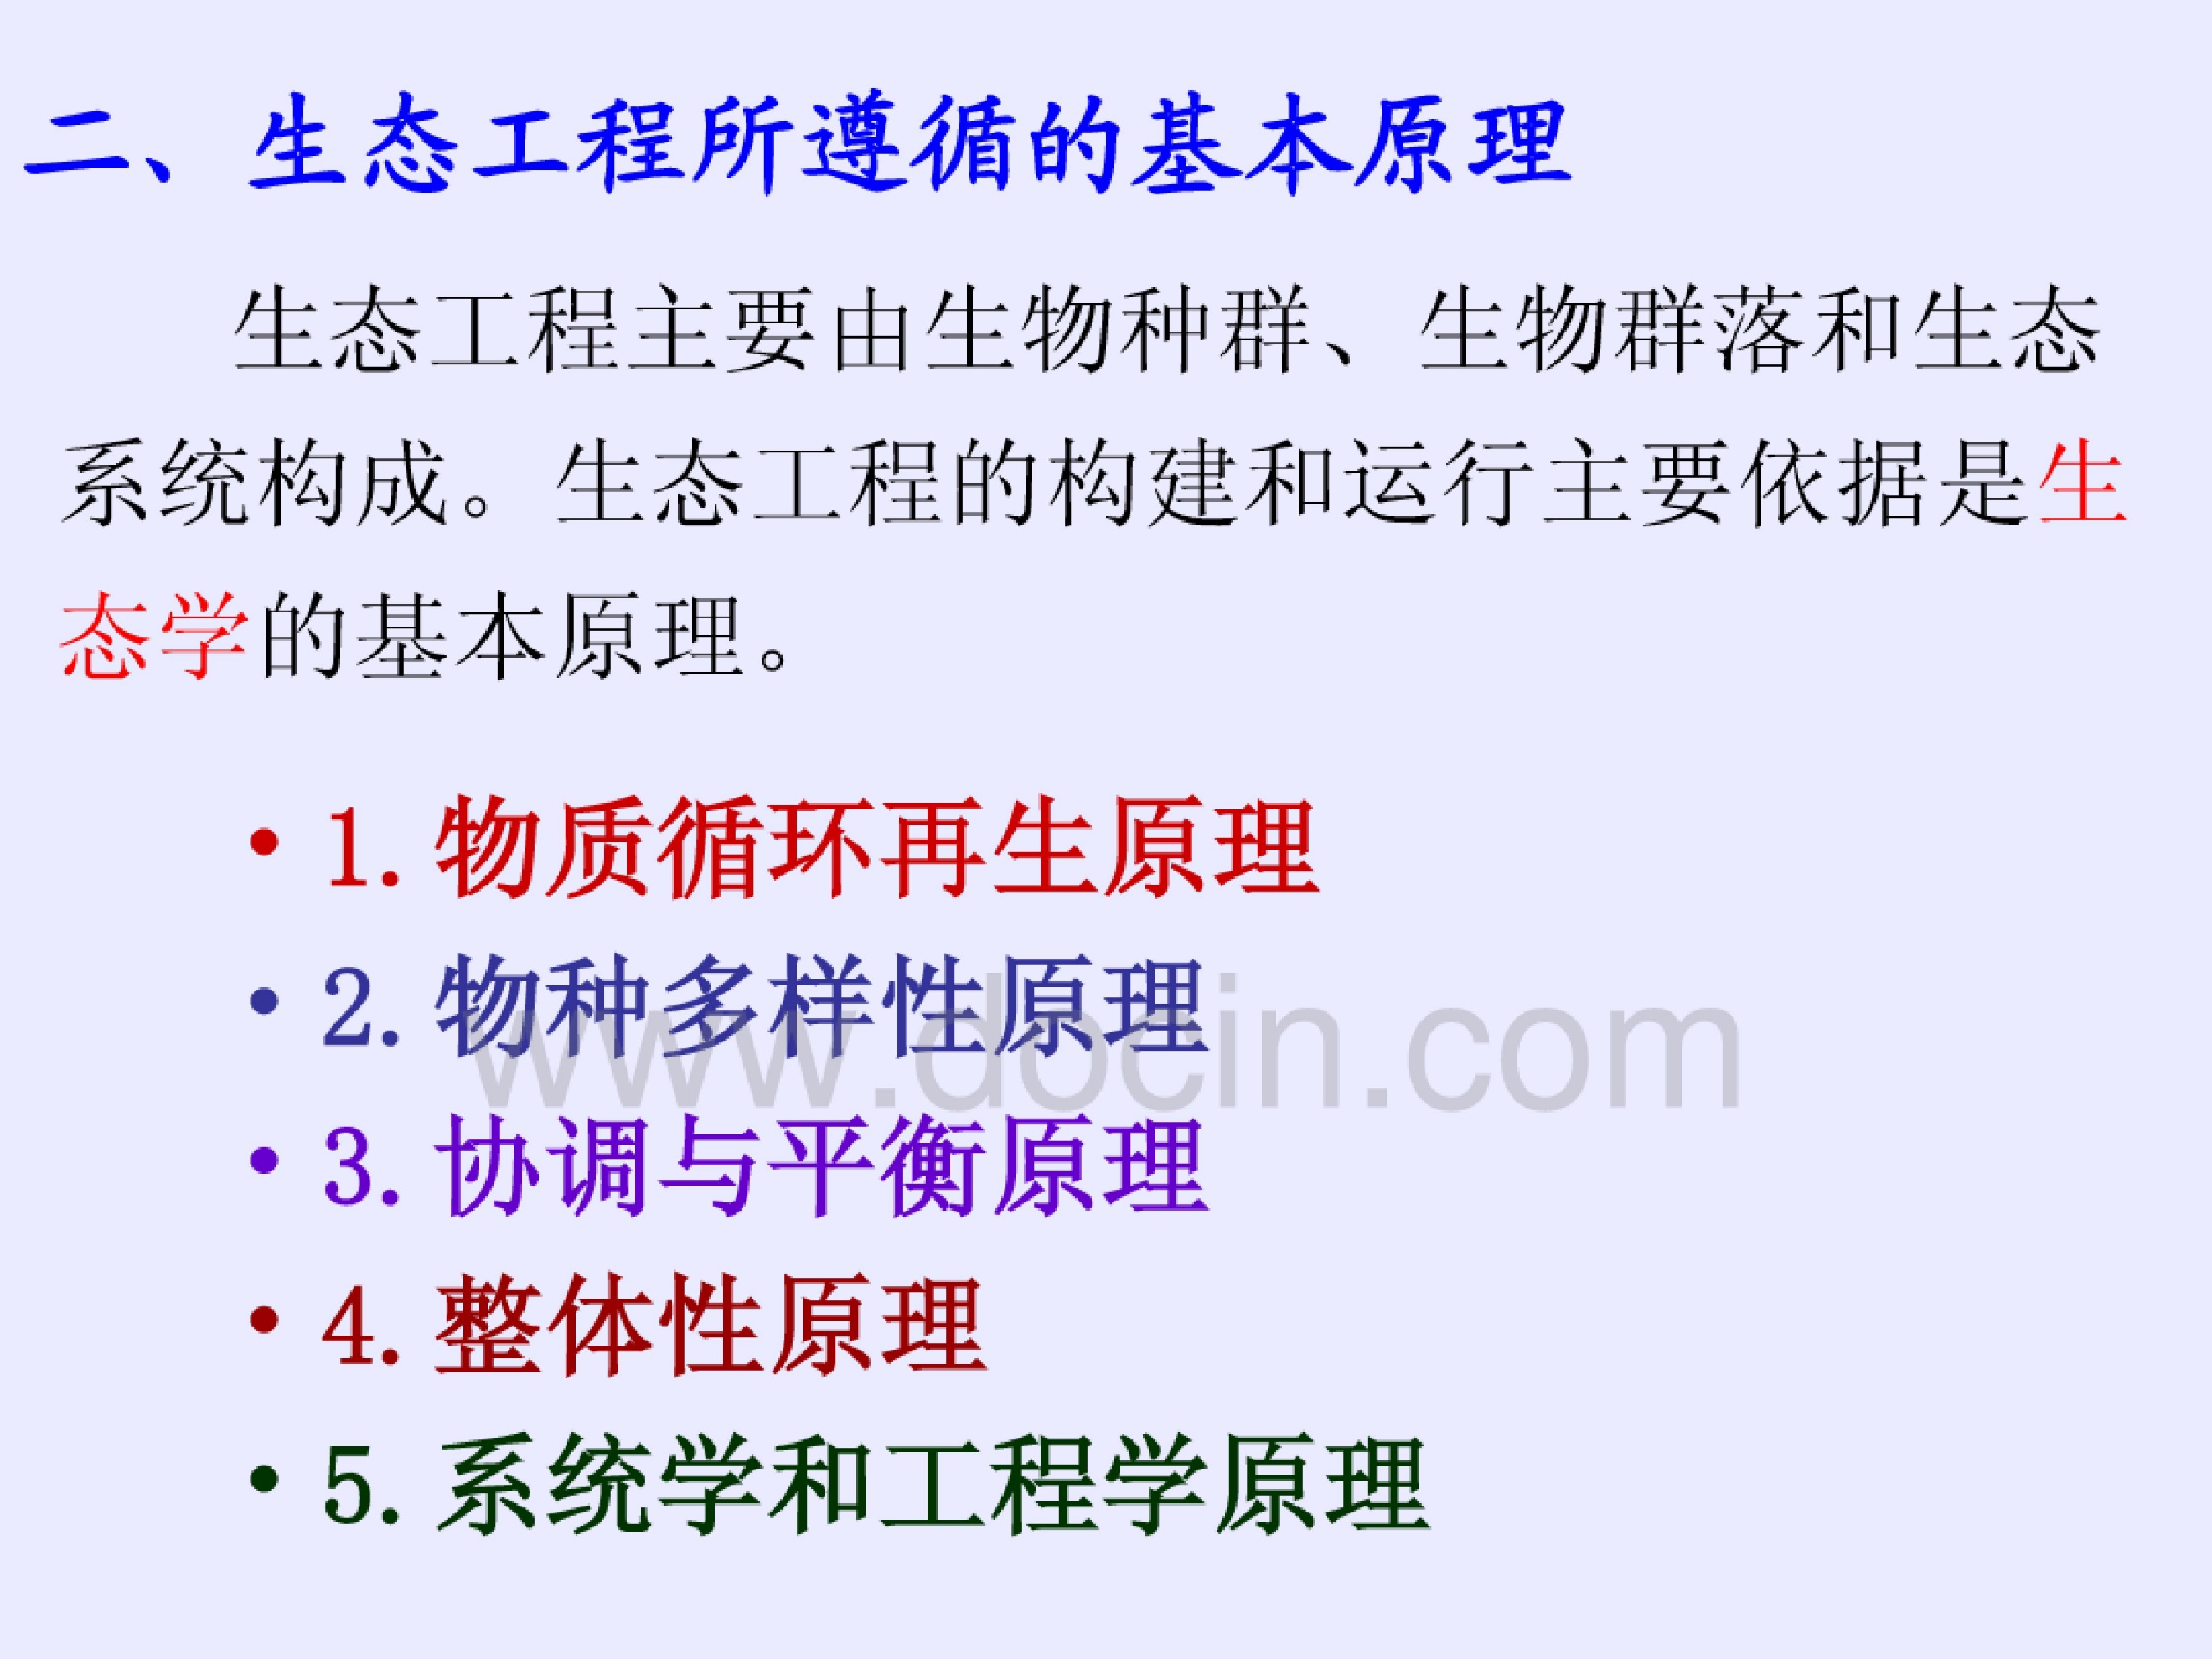 二、生态工程所遵循的基本原理
生态工程主要由生物种群、生物群落和生态
系统构成。生态工程的构建和运行主要依据是生
态学的基本原理。
• 1.物质循环再生原理
• 2.物种多样性原理
www.docin.com
• 3.协调与平衡原理
• 4.整体性原理
• 5.系统学和工程学原理